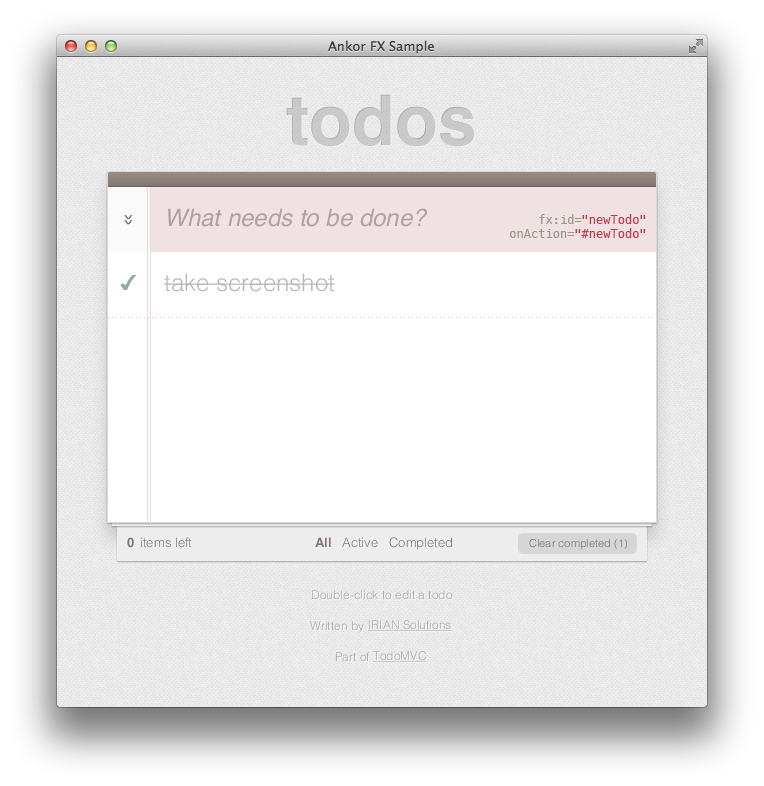 Ankor FX Sample
todos
What needs to be done?
fx:id="newTodo"
onAction="#newTodo"
take screenshot
0 items left
All Active Completed
Clear completed (1)
Double-click to edit a todo
Written by IRIAN Solutions
Part of TodoMVC